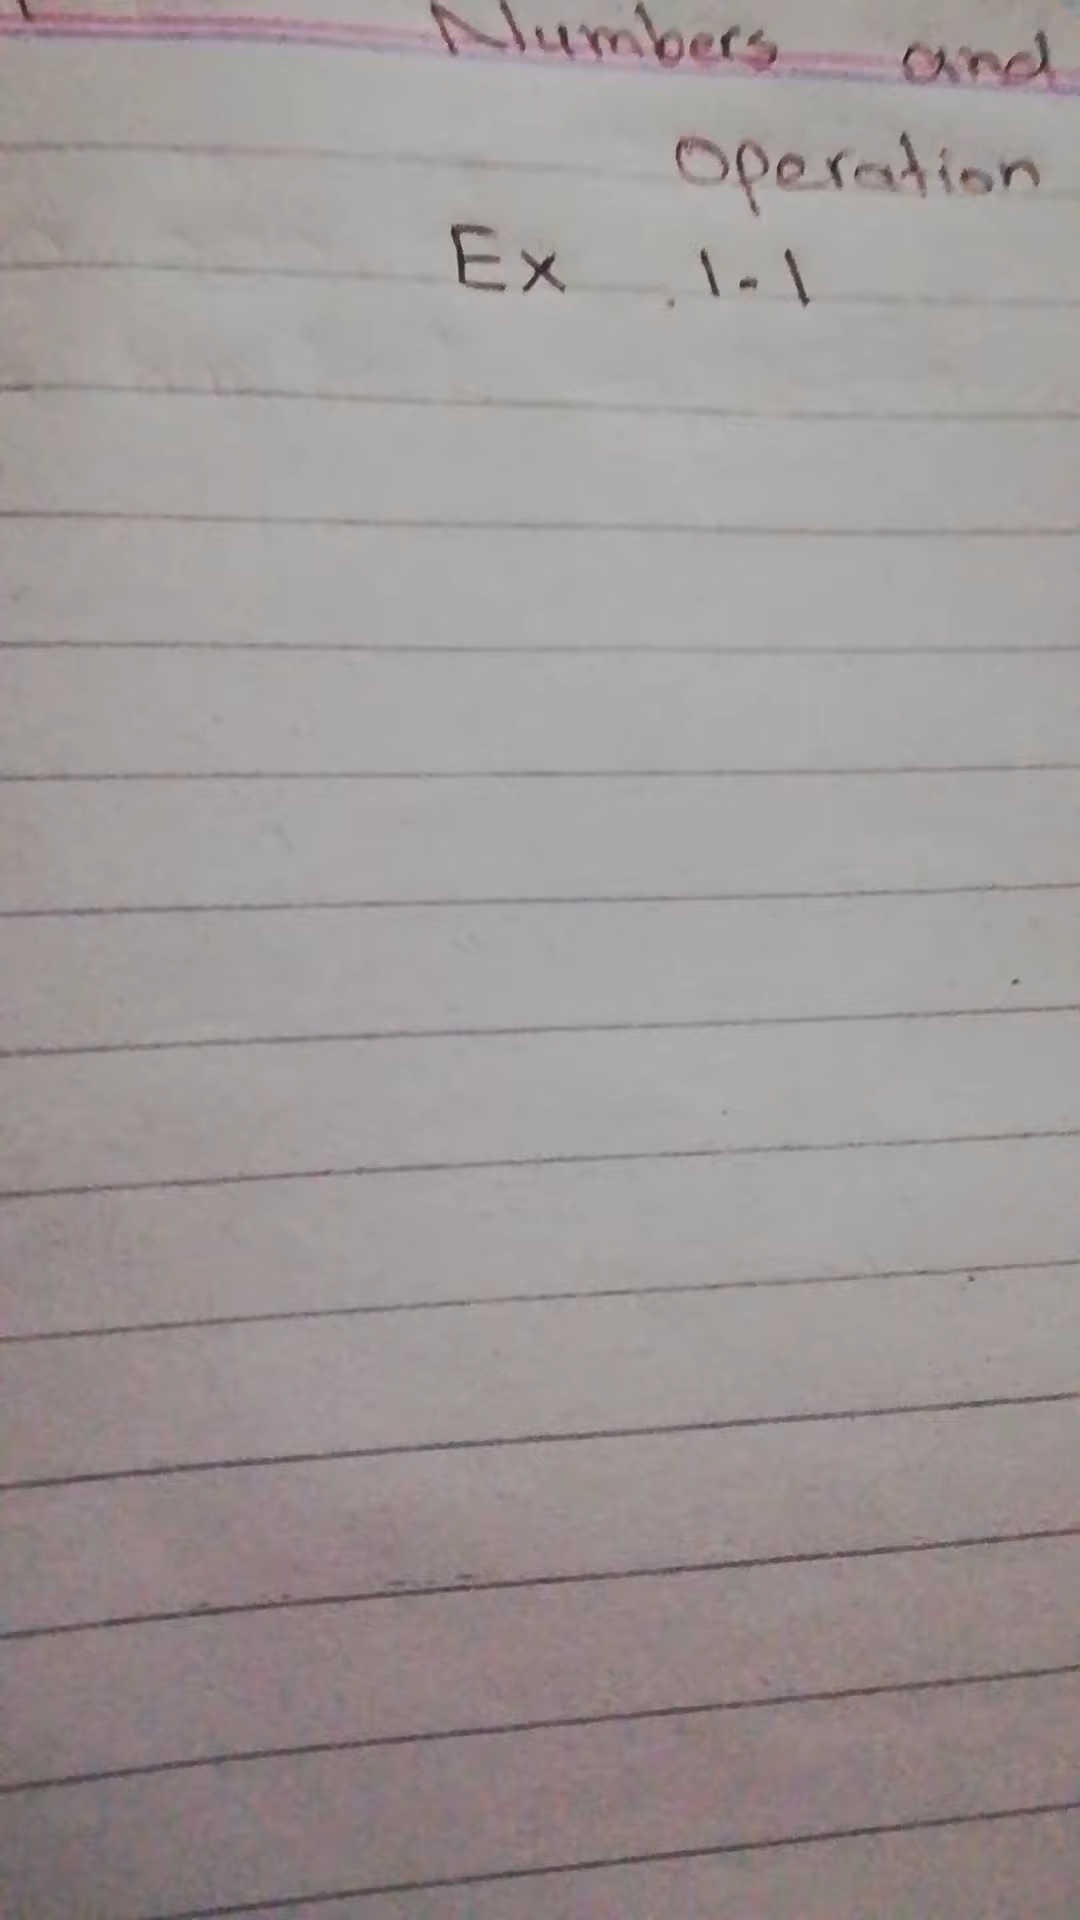 Numbers and
Operation
Ex . 1.1